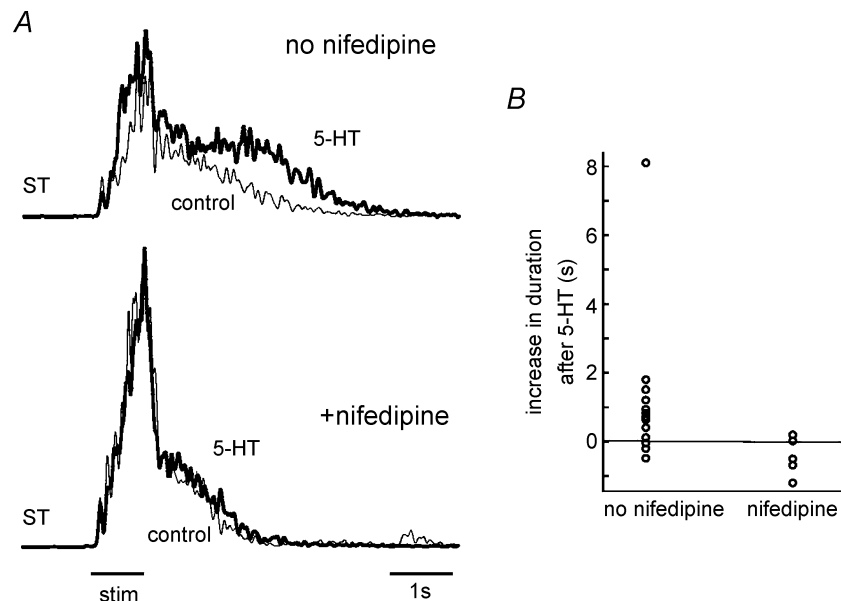 A
no nifedipine
5-HT
ST
control
+nifedipine
5-HT
ST
control
stim
1s
B
increase in duration
after 5-HT (s)
8
6
4
2
0
no nifedipine
nifedipine